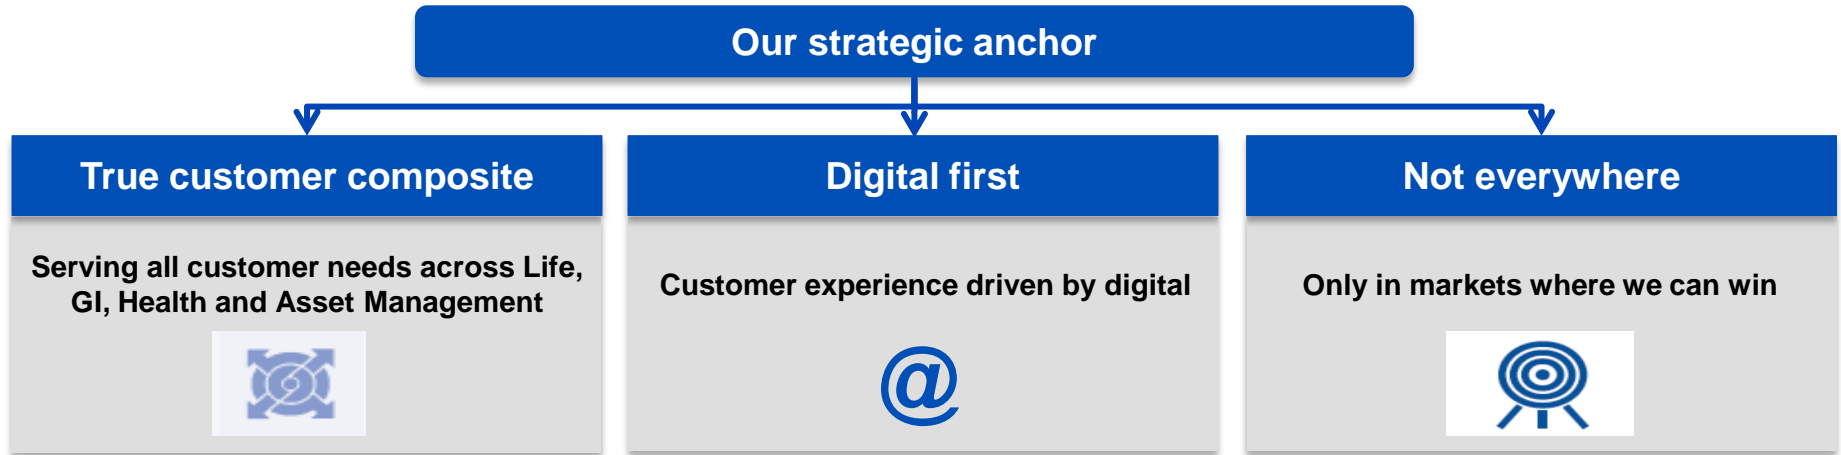 Our strategic anchor
True customer composite
Serving all customer needs across Life,
GI, Health and Asset Management
Digital first
Customer experience driven by digital
@
Not everywhere
Only in markets where we can win